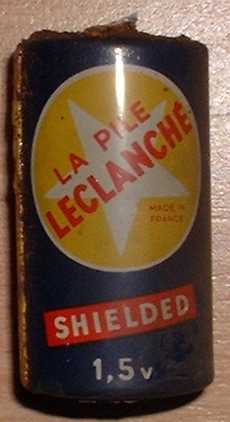 LA PILE
LECLANCHÉ
MADE IN
FRANCE
SHIELDED
1,5 v